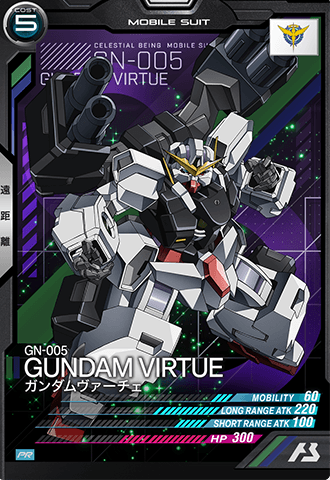 COST
5
MOBILE SUIT
CELESTIAL BEING MOBILE SUI
GN-005
GUNDAM VIRTUE
遠距離
GN-005
GUNDAM VIRTUE
ガンダムヴァーチェ
MOBILITY 60
LONG RANGE ATK 220
SHORT RANGE ATK 100
HP 300
PR